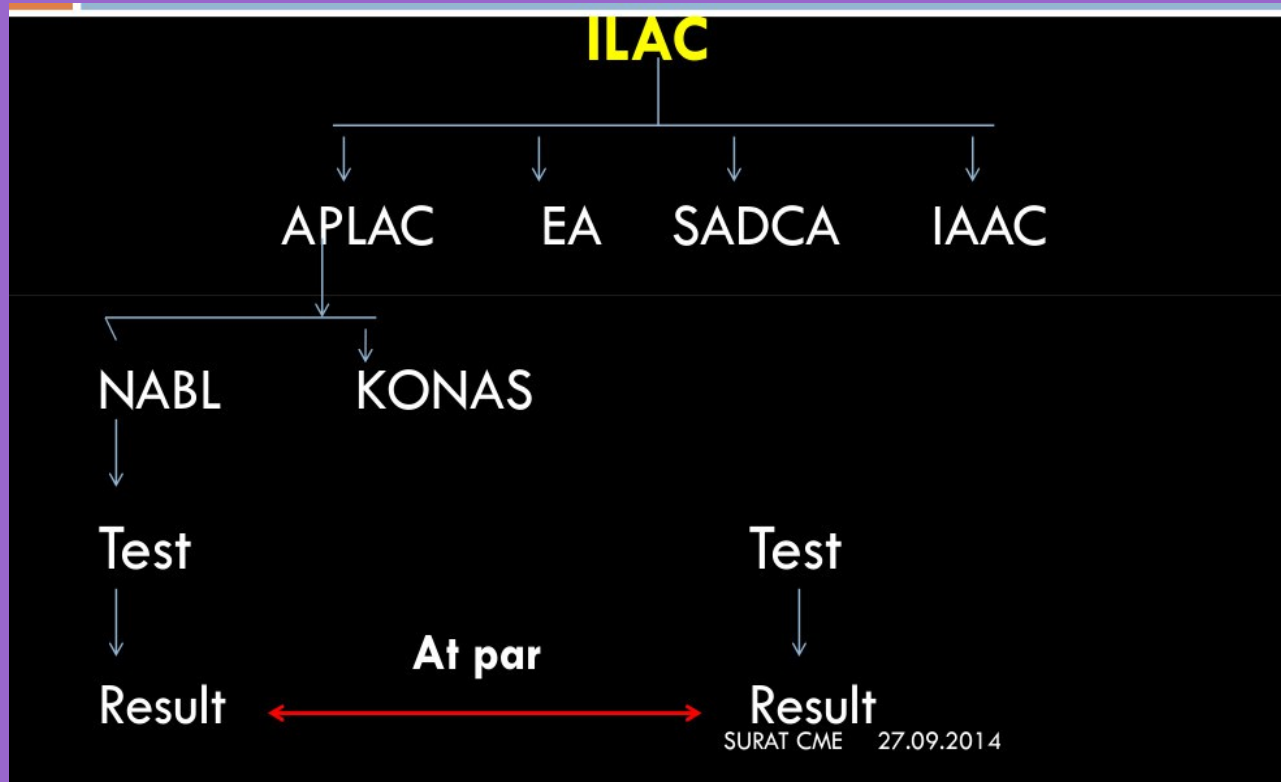 ILAC
APLAC EA SADCA IAAC
NABL KONAS
Test Test
At par
Result Result
SURAT CME 27.09.2014